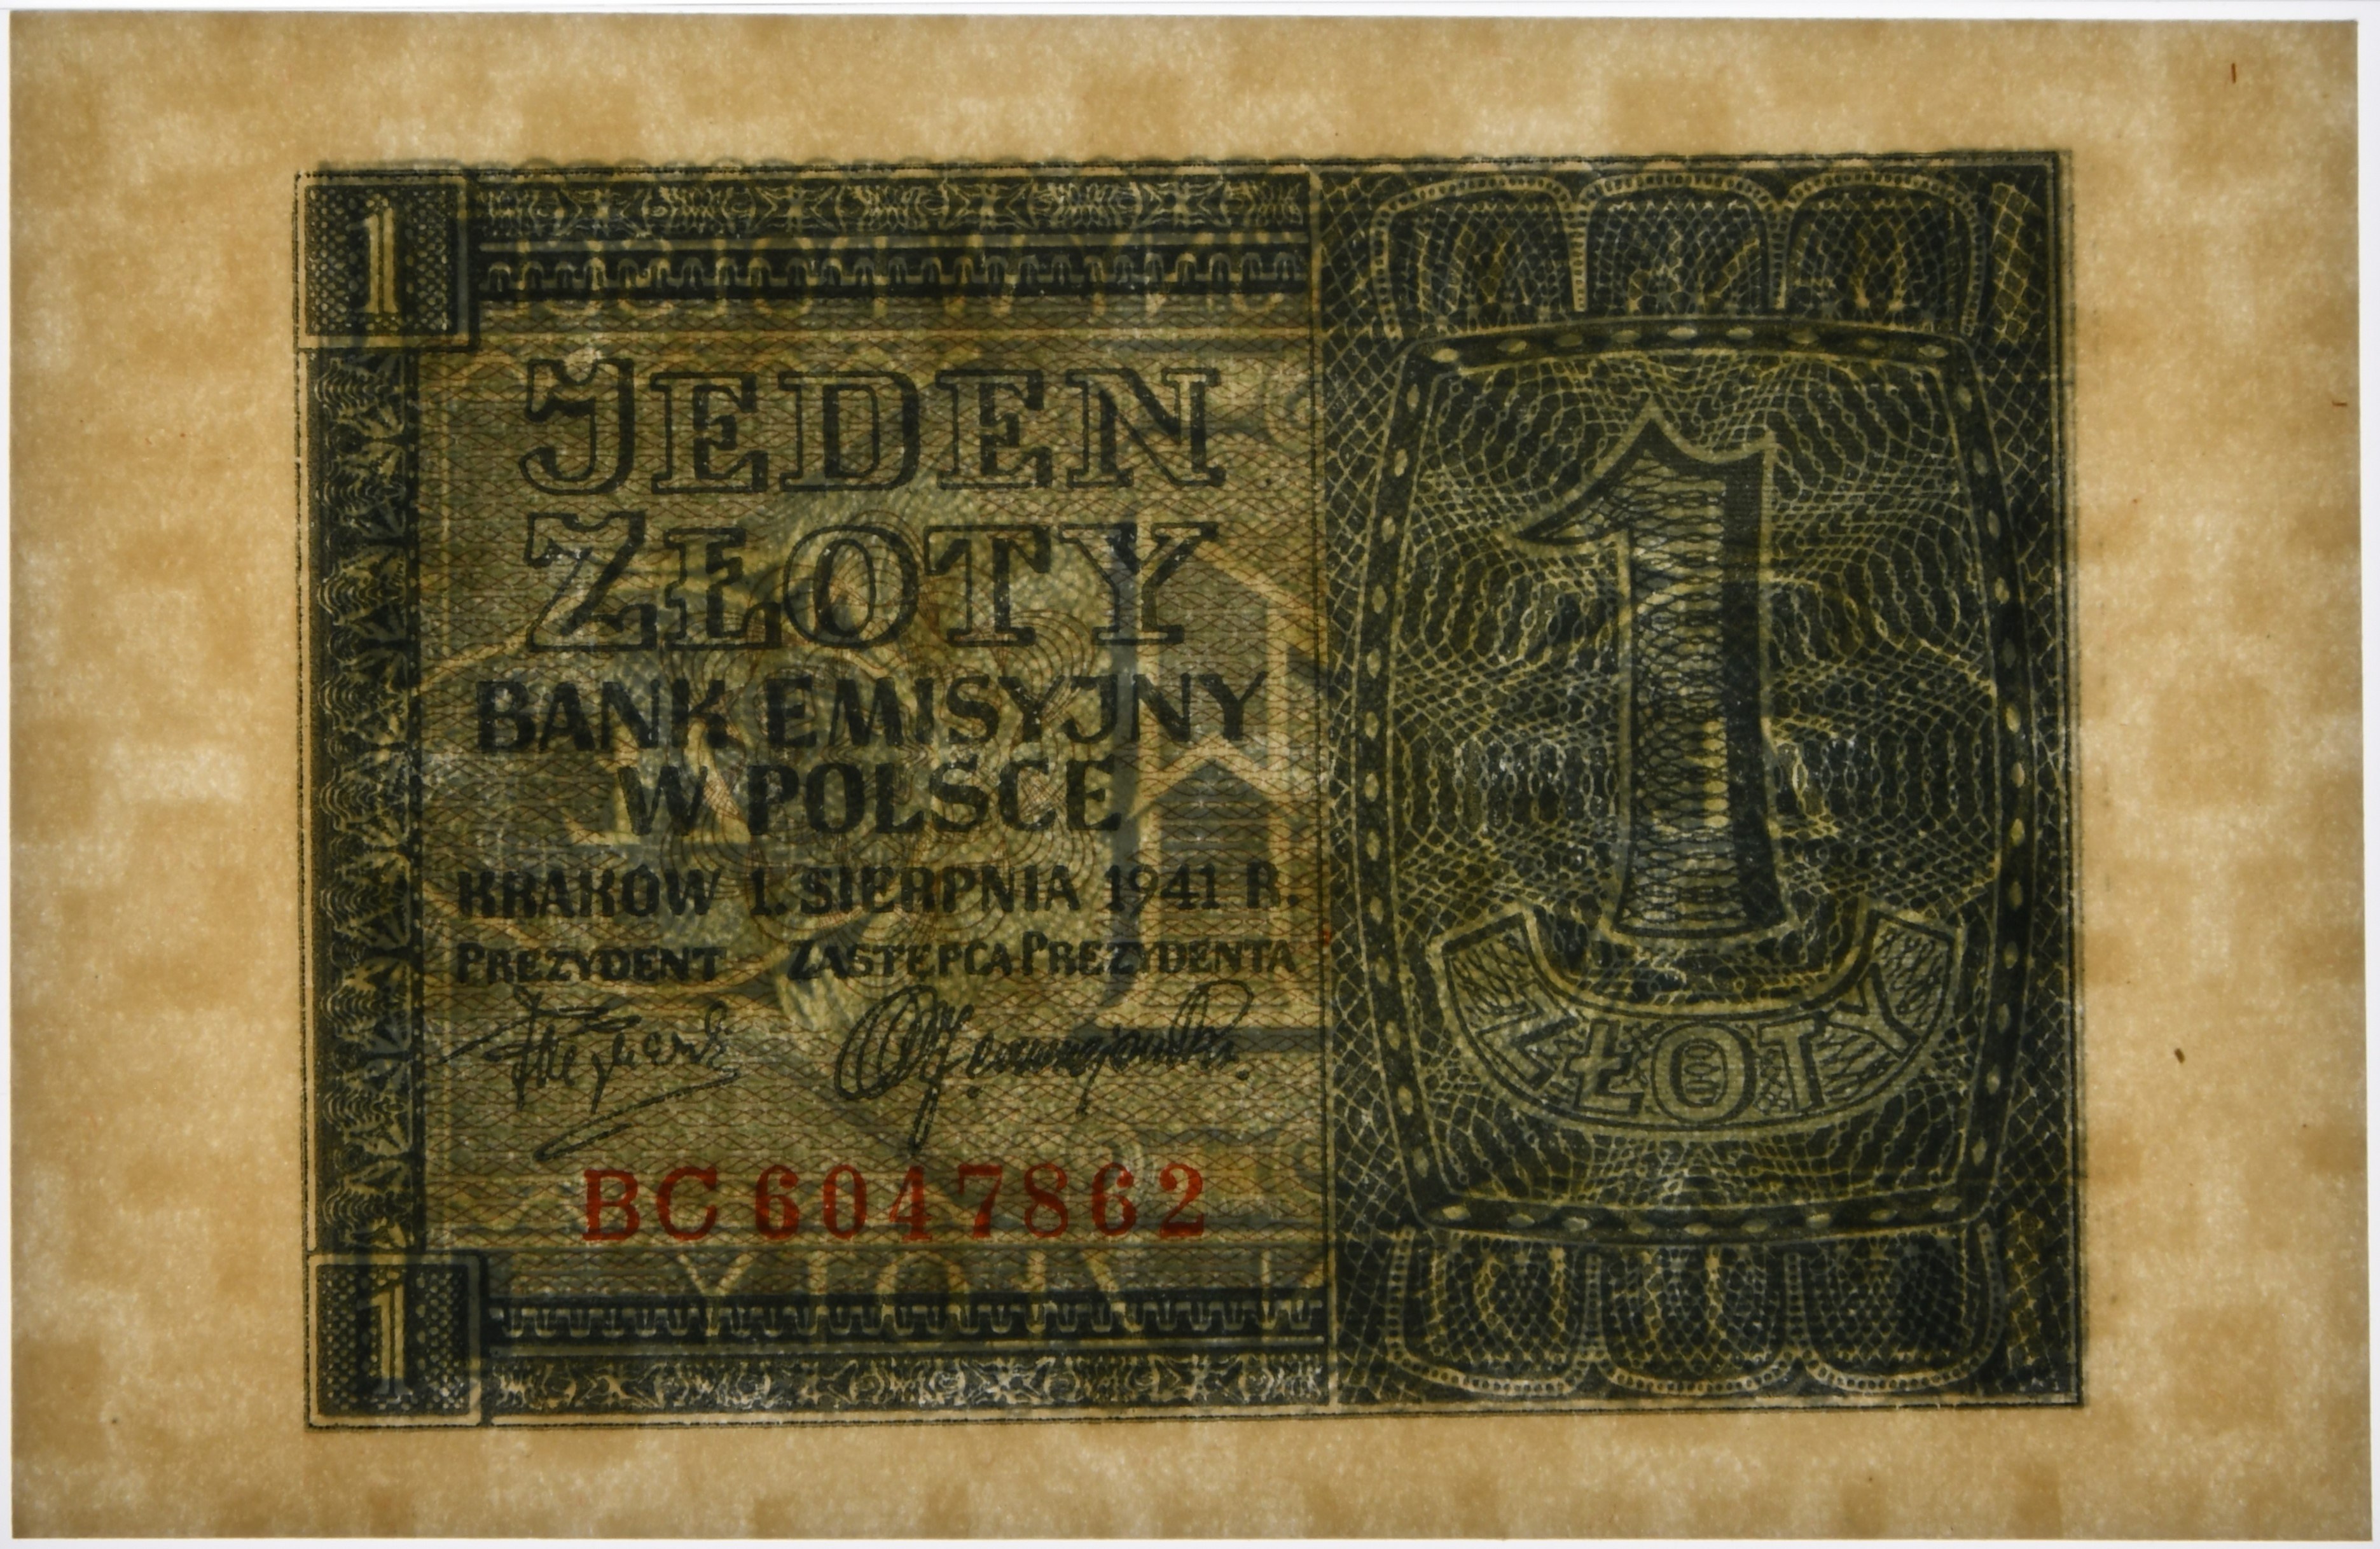 1
JEDEN
ZŁOTY
BANK EMISYJNY
W POLSCE
KRAKÓW 1. SIERPNIA 1941 R.
PREZYDENT ZASTĘPCA PREZYDENTA
BC 6047862
1
1
ZŁOTY